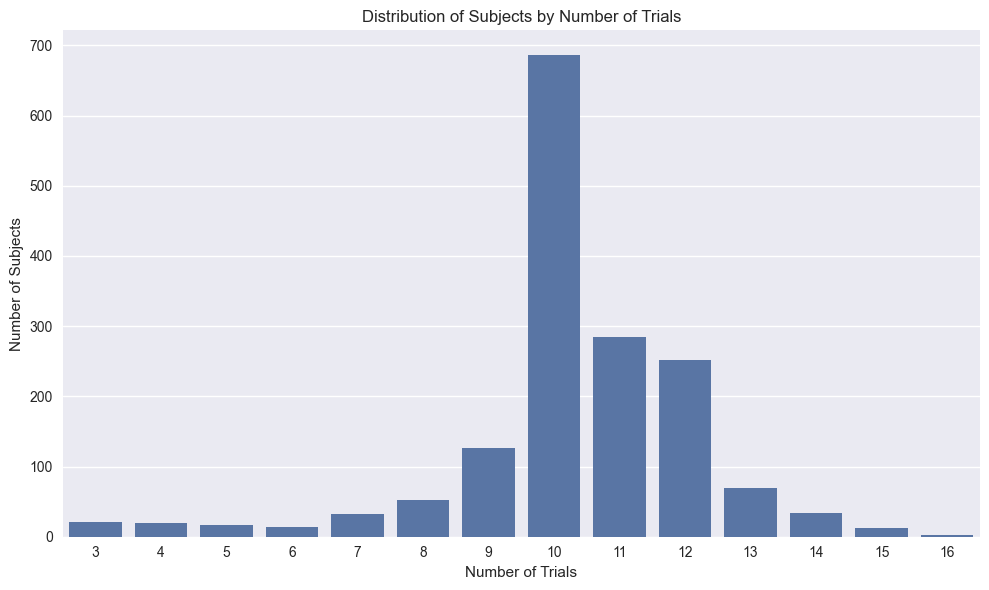 Distribution of Subjects by Number of Trials
700
600
500
400
300
200
100
0
Number of Subjects
3 4 5 6 7 8 9 10 11 12 13 14 15 16
Number of Trials